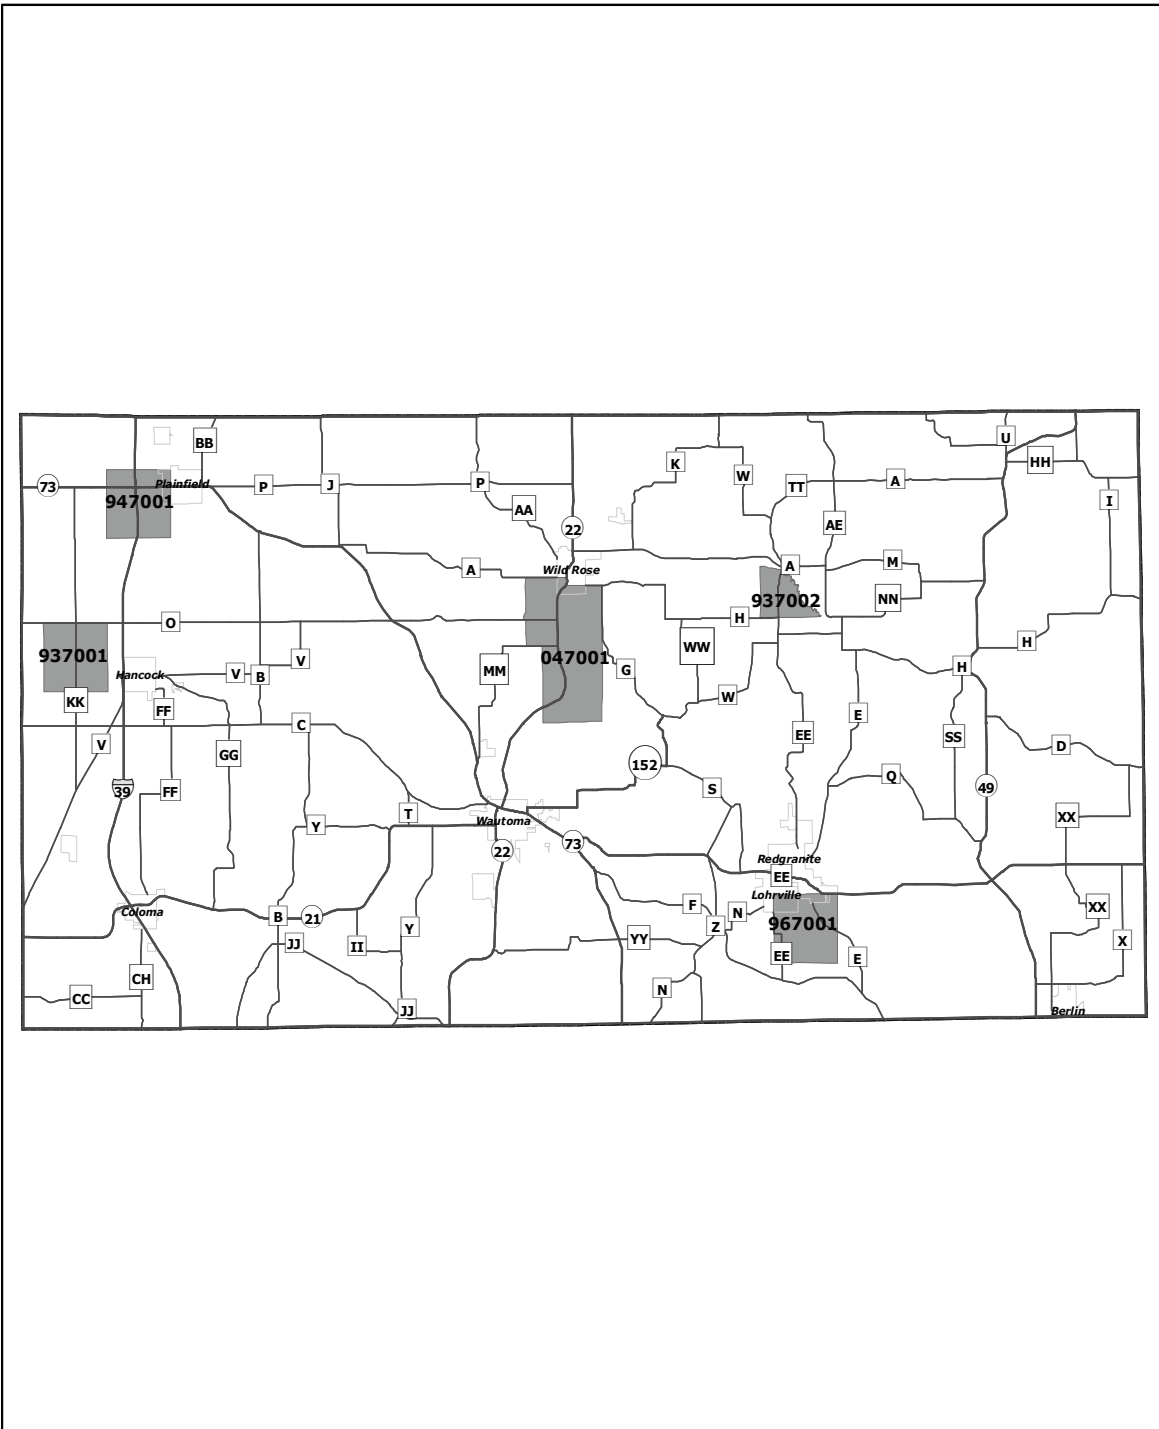 U
BB
HH
K
W
73
Plainfield
P
J
P
TT
A
947001
I
AA
22
AE
A
Wild Rose
A
M
937002
NN
O
H
H
937001
047001
WW
V
MM
G
H
Hancock
V
B
KK
FF
W
E
C
EE
SS
V
GG
D
152
Q
39
FF
S
49
T
XX
Wautoma
Y
22
73
Redgranite
EE
Lohrville
F
XX
Coloma
N
B
21
967001
Y
Z
JJ
II
YY
X
EE
E
CH
N
CC
JJ
Berlin